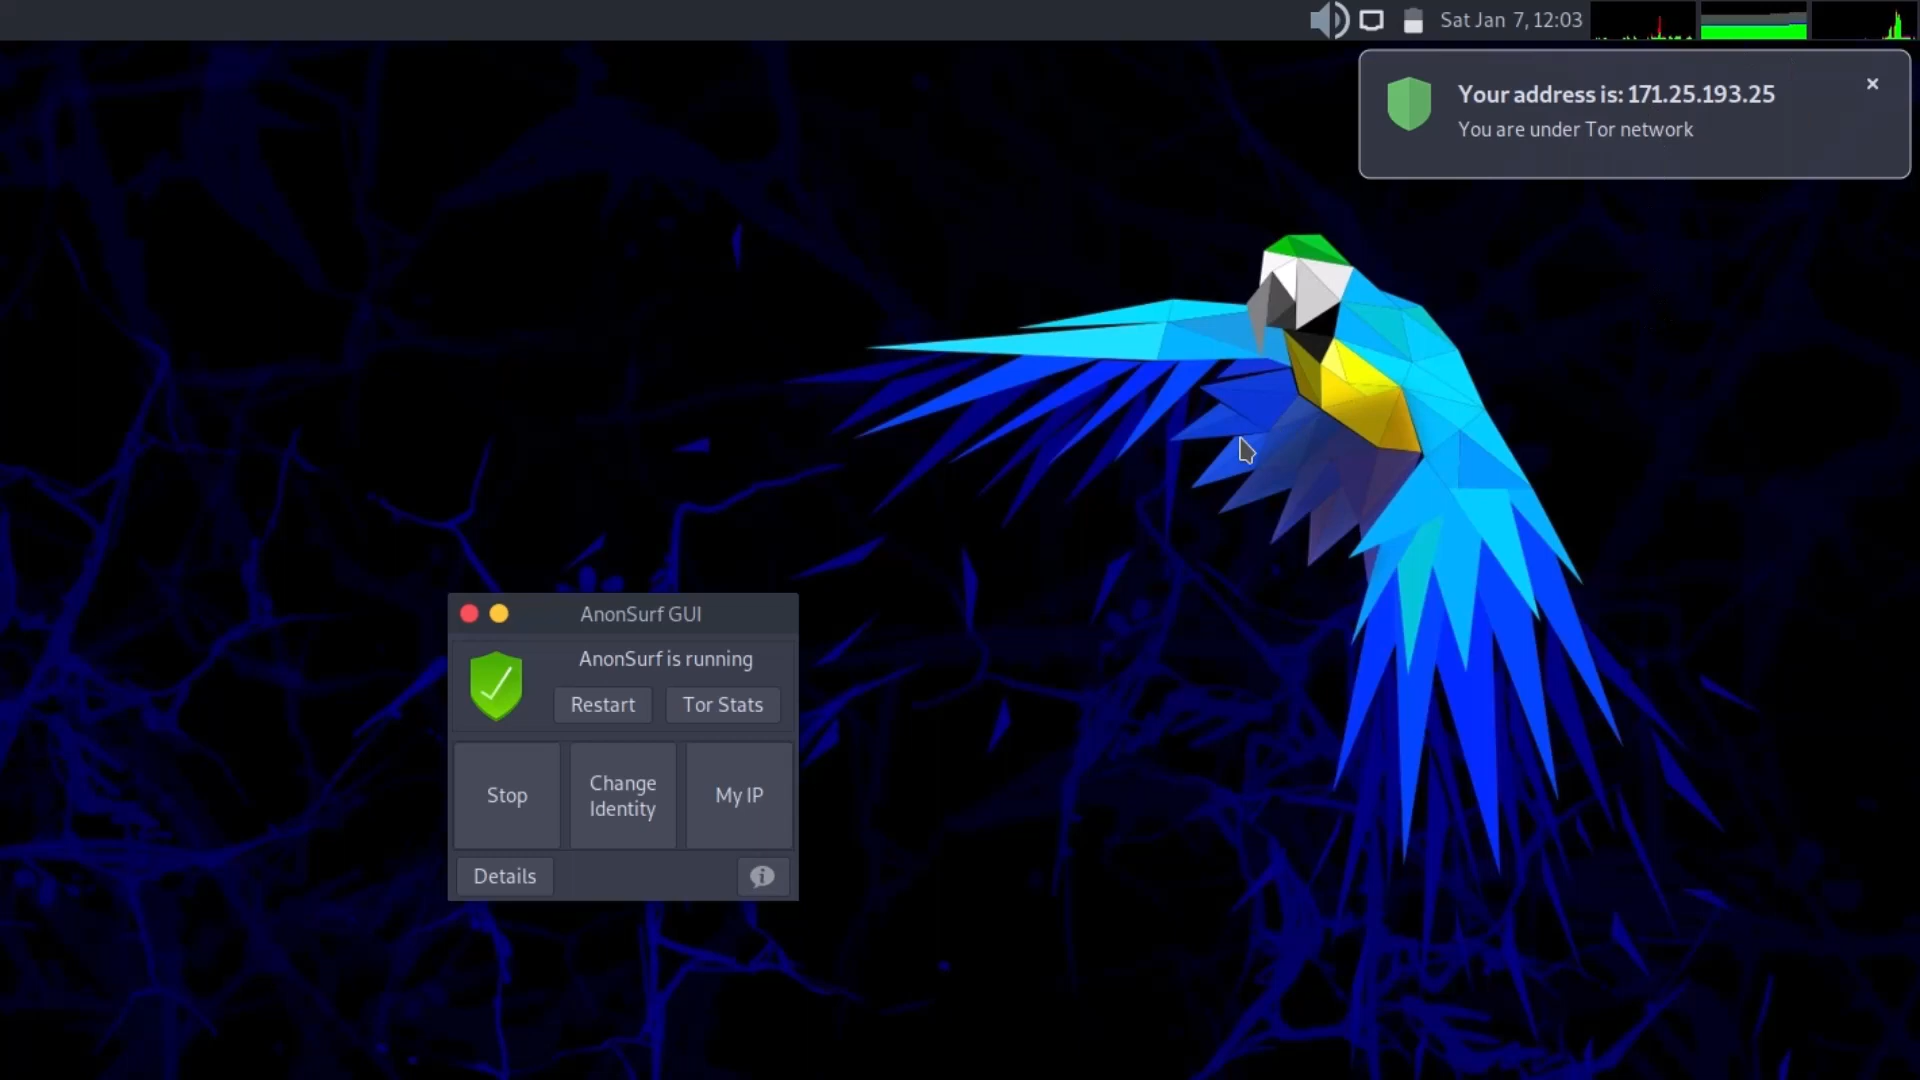 Sat Jan 7, 12:03
Your address is: 171.25.193.25
You are under Tor network
AnonSurf GUI
AnonSurf is running
Restart
Tor Stats
Stop
Change
Identity
My IP
Details